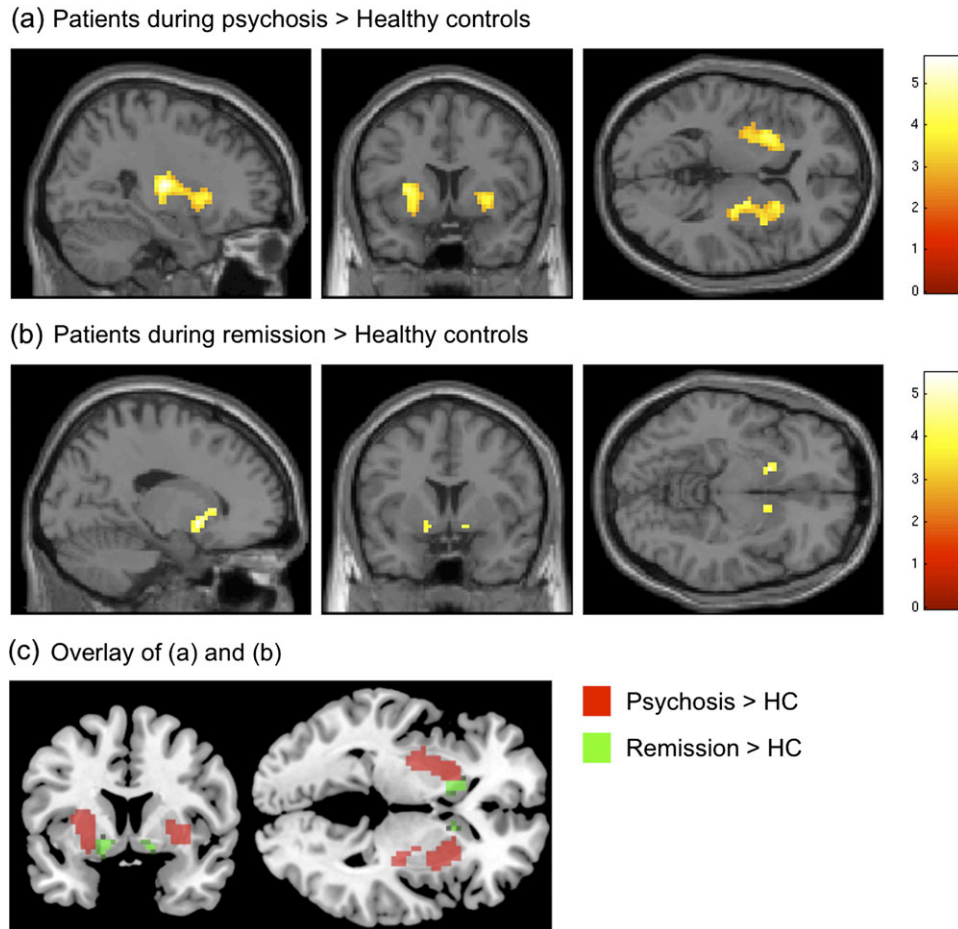 (a) Patients during psychosis > Healthy controls
5
4
3
2
1
0
(b) Patients during remission > Healthy controls
5
4
3
2
1
0
(c) Overlay of (a) and (b)
Psychosis > HC
Remission > HC